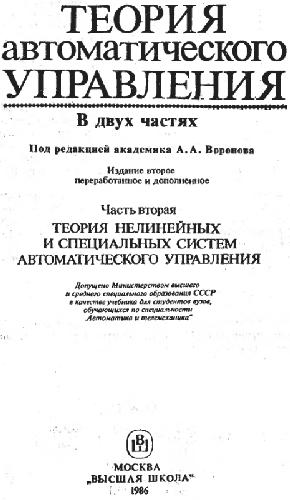 ТЕОРИЯ
автоматического
УПРАВЛЕНИЯ
В двух частях
Под редакцией академика А.А. Воронова
Издание второе
переработанное и дополненное
Часть вторая
ТЕОРИЯ НЕЛИНЕЙНЫХ
И СПЕЦИАЛЬНЫХ СИСТЕМ
АВТОМАТИЧЕСКОГО УПРАВЛЕНИЯ
Допущено Министерством высшего
и среднего специального образования СССР
в качестве учебника для студентов вузов,
обучающихся по специальности
„Автоматика и телемеханика"
МОСКВА
„ВЫСШАЯ ШКОЛА"
1986